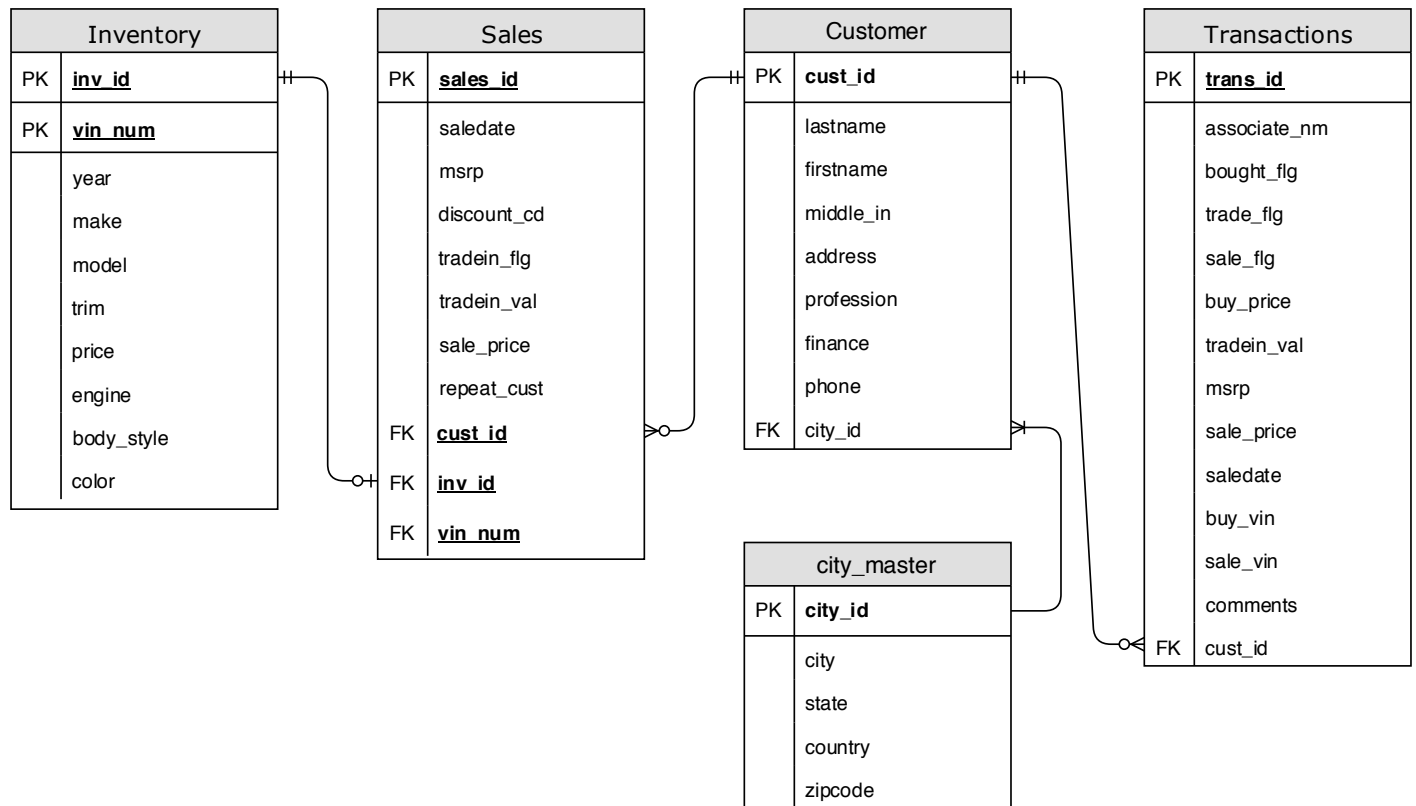 Inventory
PK inv_id
PK vin_num
year
make
model
trim
price
engine
body_style
color
Sales
PK sales_id
saledate
msrp
discount_cd
tradein_flg
tradein_val
sale_price
repeat_cust
FK cust_id
FK inv_id
FK vin_num
Customer
PK cust_id
lastname
firstname
middle_in
address
profession
finance
phone
FK city_id
city_master
PK city_id
city
state
country
zipcode
Transactions
PK trans_id
associate_nm
bought_flg
trade_flg
sale_flg
buy_price
tradein_val
msrp
sale_price
saledate
buy_vin
sale_vin
comments
FK cust_id